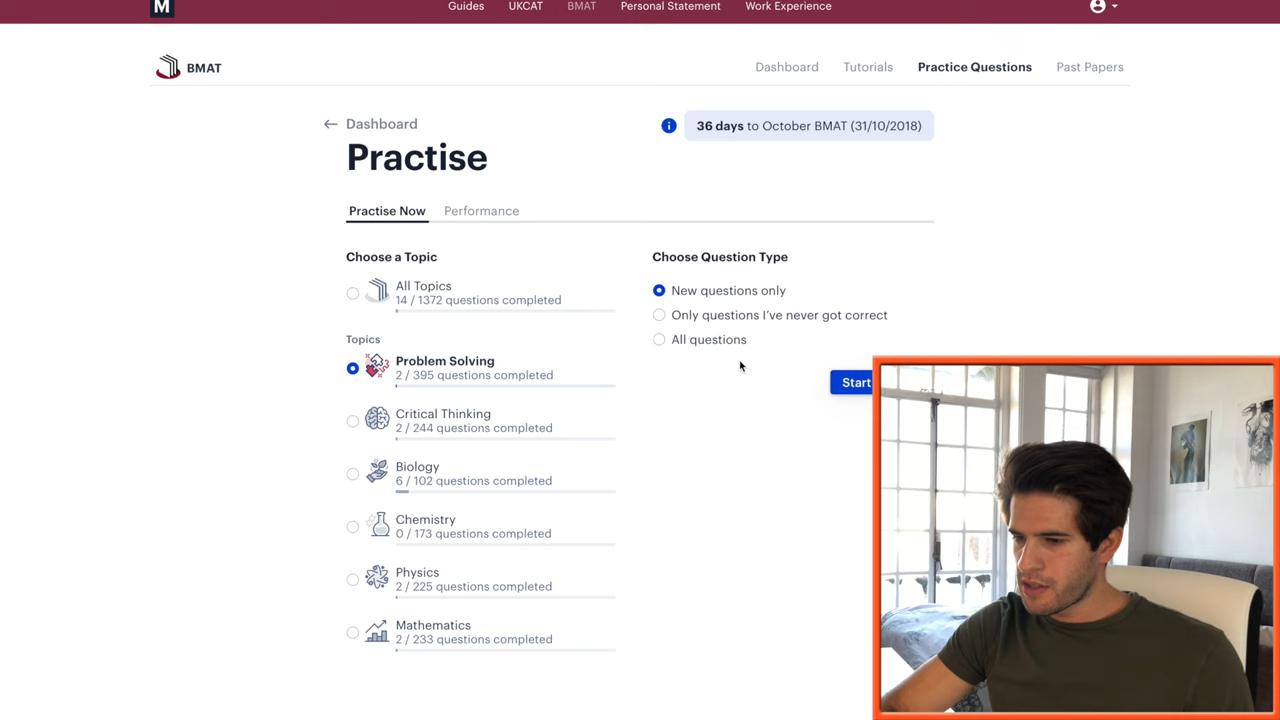 M
Guides UKCAT BMAT Personal Statement Work Experience
BMAT
Dashboard Tutorials Practice Questions Past Papers
← Dashboard
36 days to October BMAT (31/10/2018)
Practise
Practise Now Performance
Choose a Topic
All Topics
14 / 1372 questions completed
Topics
Problem Solving
2 / 395 questions completed
Critical Thinking
2 / 244 questions completed
Biology
6 / 102 questions completed
Chemistry
0 / 173 questions completed
Physics
2 / 225 questions completed
Mathematics
2 / 233 questions completed
Choose Question Type
New questions only
Only questions I've never got correct
All questions
Start